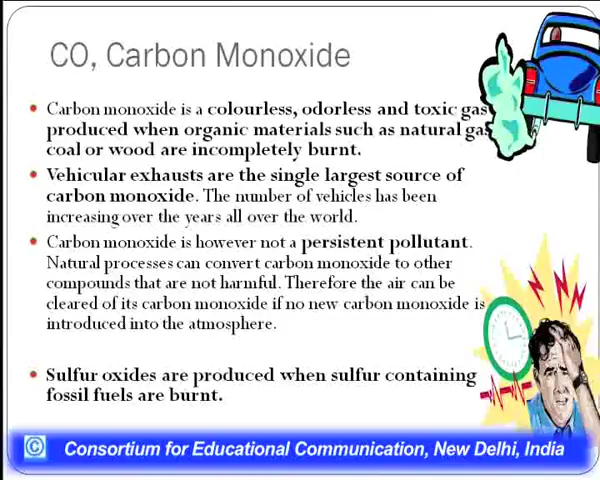 CO, Carbon Monoxide
Carbon monoxide is a colourless, odorless and toxic gas
produced when organic materials such as natural gas
coal or wood are incompletely burnt.
Vehicular exhausts are the single largest source of
carbon monoxide. The number of vehicles has been
increasing over the years all over the world.
Carbon monoxide is however not a persistent pollutant.
Natural processes can convert carbon monoxide to other
compounds that are not harmful. Therefore the air can be
cleared of its carbon monoxide if no new carbon monoxide is
introduced into the atmosphere.
Sulfur oxides are produced when sulfur containing
fossil fuels are burnt.
© Consortium for Educational Communication, New Delhi, India